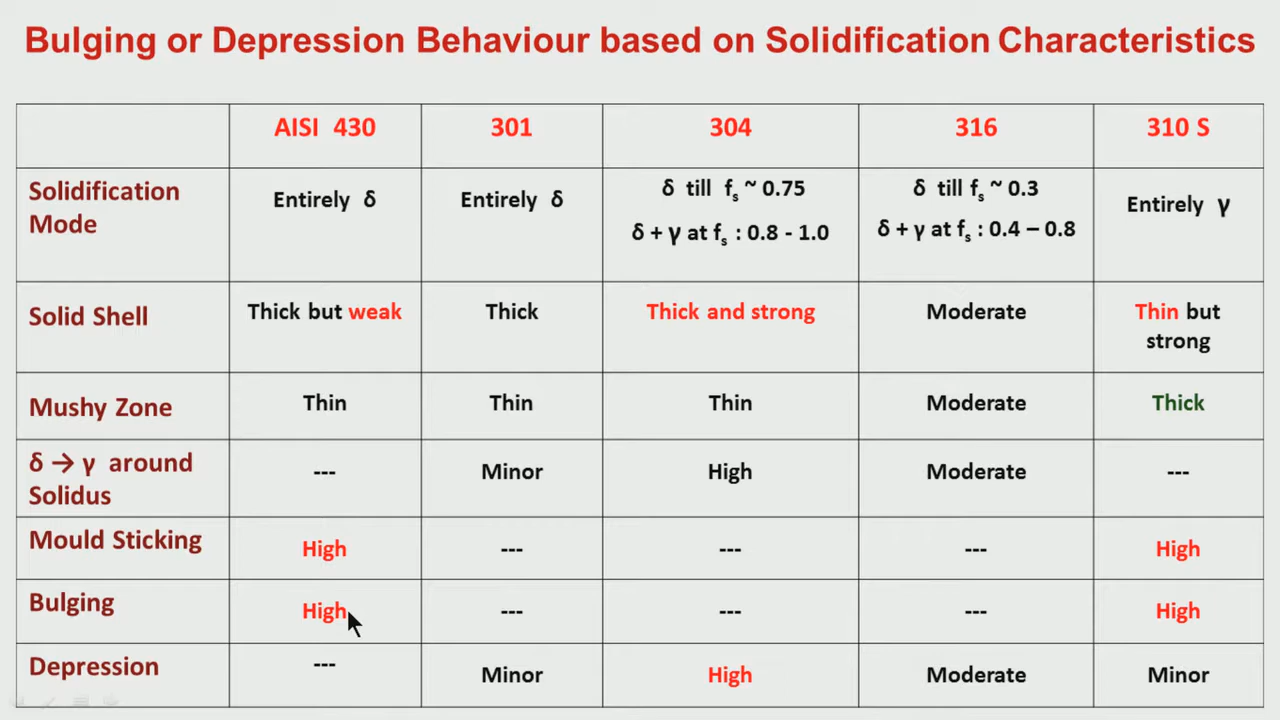 Bulging or Depression Behaviour based on Solidification Characteristics
AISI 430 301 304 316 310 S
Solidification Mode Entirely δ Entirely δ δ till fs ~ 0.75 δ + γ at fs : 0.8 - 1.0 δ till fs ~ 0.3 δ + γ at fs : 0.4 – 0.8 Entirely γ
Solid Shell Thick but weak Thick Thick and strong Moderate Thin but strong
Mushy Zone Thin Thin Thin Moderate Thick
δ → γ around Solidus --- Minor High Moderate ---
Mould Sticking High --- --- --- High
Bulging High --- --- --- High
Depression --- Minor High Moderate Minor